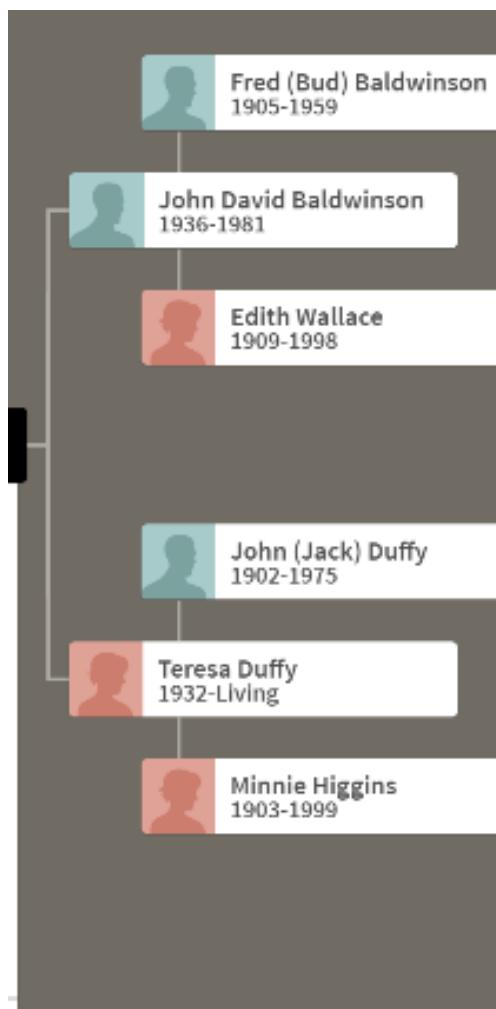 Fred (Bud) Baldwinson
1905-1959
John David Baldwinson
1936-1981
Edith Wallace
1909-1998
John (Jack) Duffy
1902-1975
Teresa Duffy
1932-Living
Minnie Higgins
1903-1999